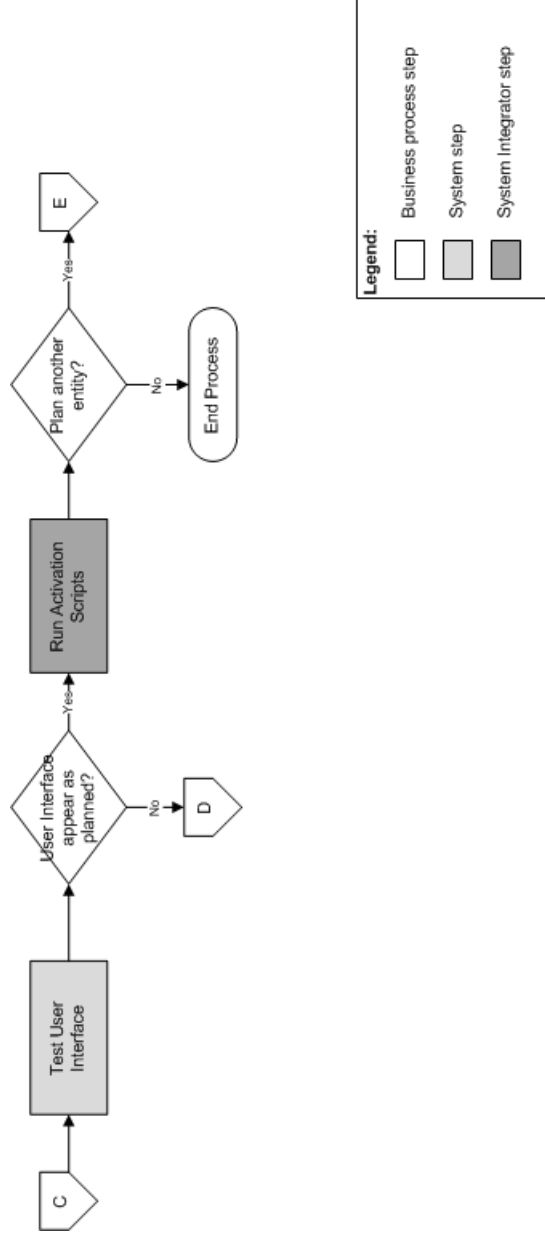 C
Test User
Interface
User Interface
appear as
planned?
Yes
No
D
Run Activation
Scripts
Plan another
entity?
Yes
E
No
End Process
Legend:
Business process step
System step
System Integrator step